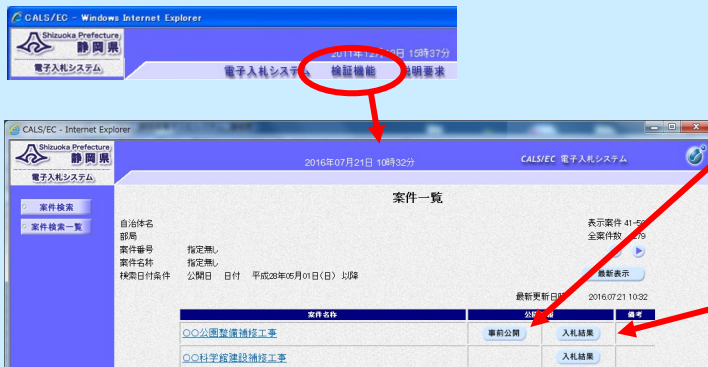 CALS/EC - Windows Internet Explorer
Shizuoka Prefecture
静岡県
2011年12月 日 15時37分
電子入札システム
電子入札システム 検証機能 説明要求
CALS/EC - Internet Explorer
Shizuoka Prefecture
静岡県
2016年07月21日 10時32分
CALS/EC 電子入札システム
電子入札システム
案件検索
案件検索一覧
案件一覧
自治体名
部局
案件番号 指定無し
案件名称 指定無し
検索日付条件 公開日 日付 平成28年05月01日(日) 以降
表示案件 41-50
全案件数 279
最新表示
最新更新日時 2016.07.21 10:32
案件名称 備考
〇〇公園整備補修工事 事前公開 入札結果
〇〇科学館建設補修工事 入札結果